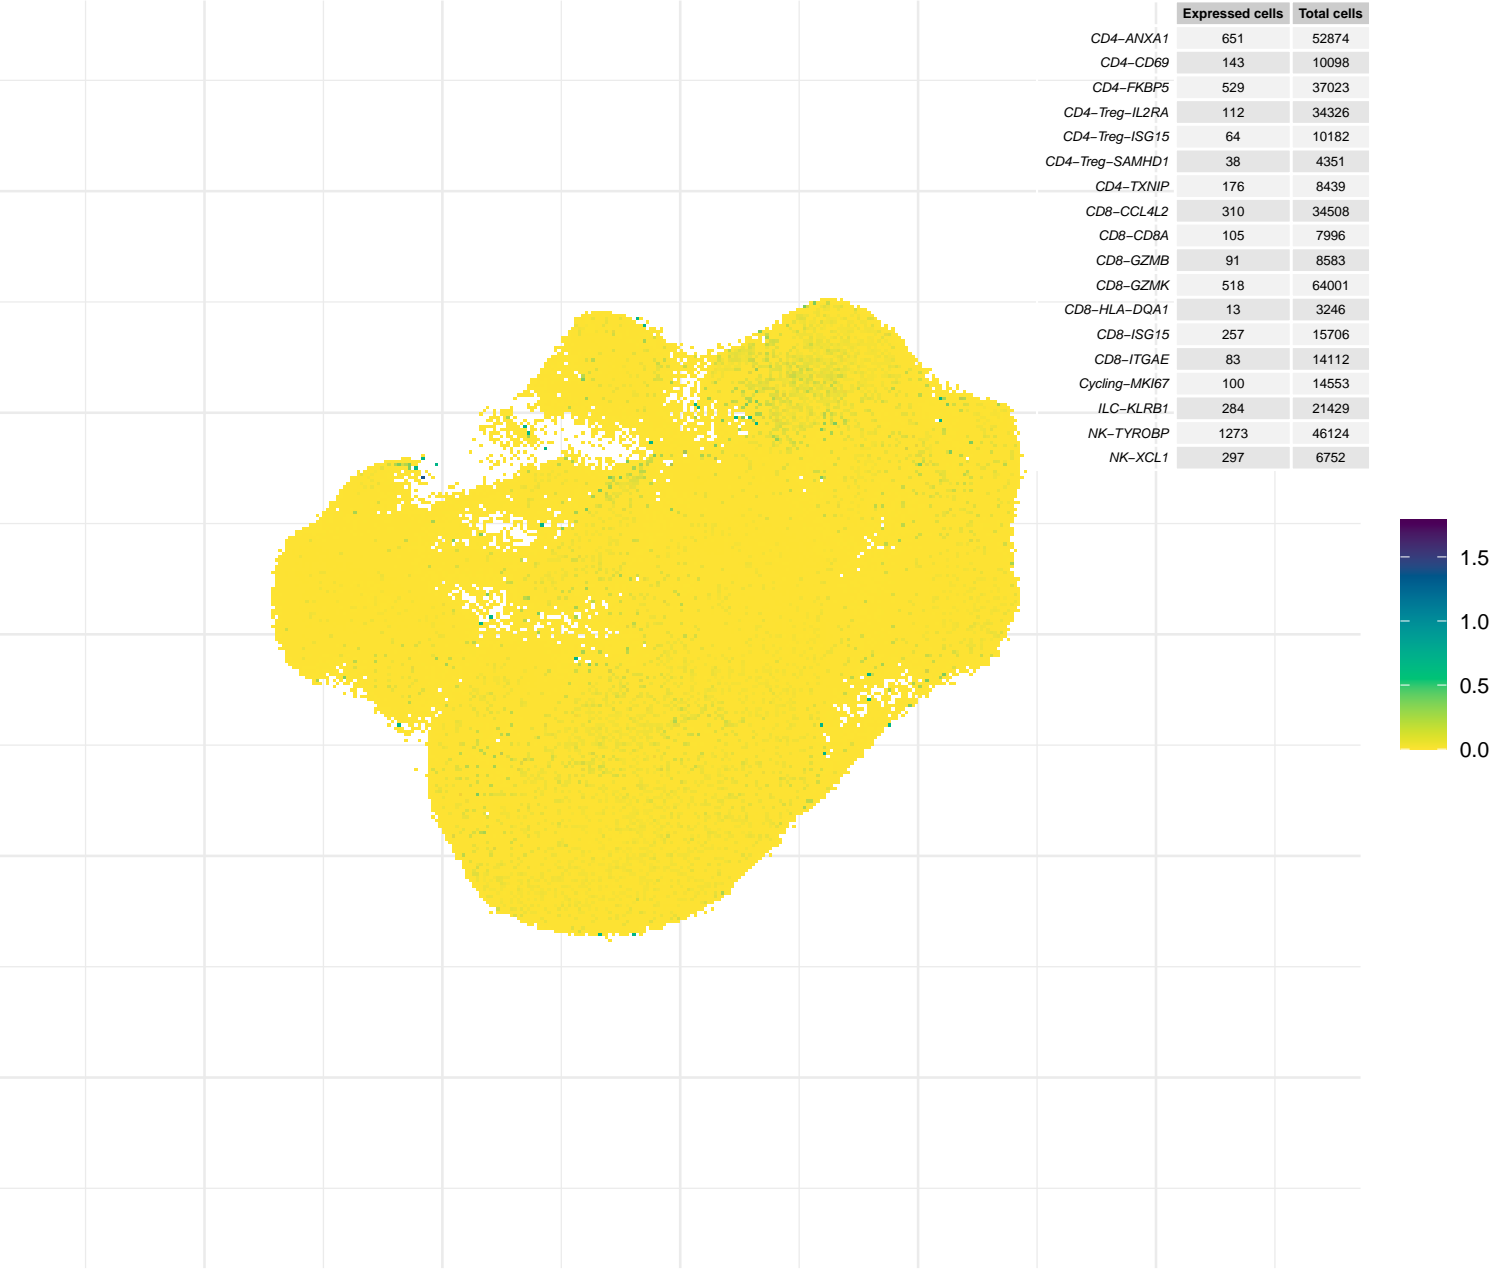 Expressed cells Total cells
CD4−ANXA1 651 52874
CD4−CD69 143 10098
CD4−FKBP5 529 37023
CD4−Treg−IL2RA 112 34326
CD4−Treg−ISG15 64 10182
CD4−Treg−SAMHD1 38 4351
CD4−TXNIP 176 8439
CD8−CCL4L2 310 34508
CD8−CD8A 105 7996
CD8−GZMB 91 8583
CD8−GZMK 518 64001
CD8−HLA−DQA1 13 3246
CD8−ISG15 257 15706
CD8−ITGAE 83 14112
Cycling−MKI67 100 14553
ILC−KLRB1 284 21429
NK−TYROBP 1273 46124
NK−XCL1 297 6752
1.5
1.0
0.5
0.0